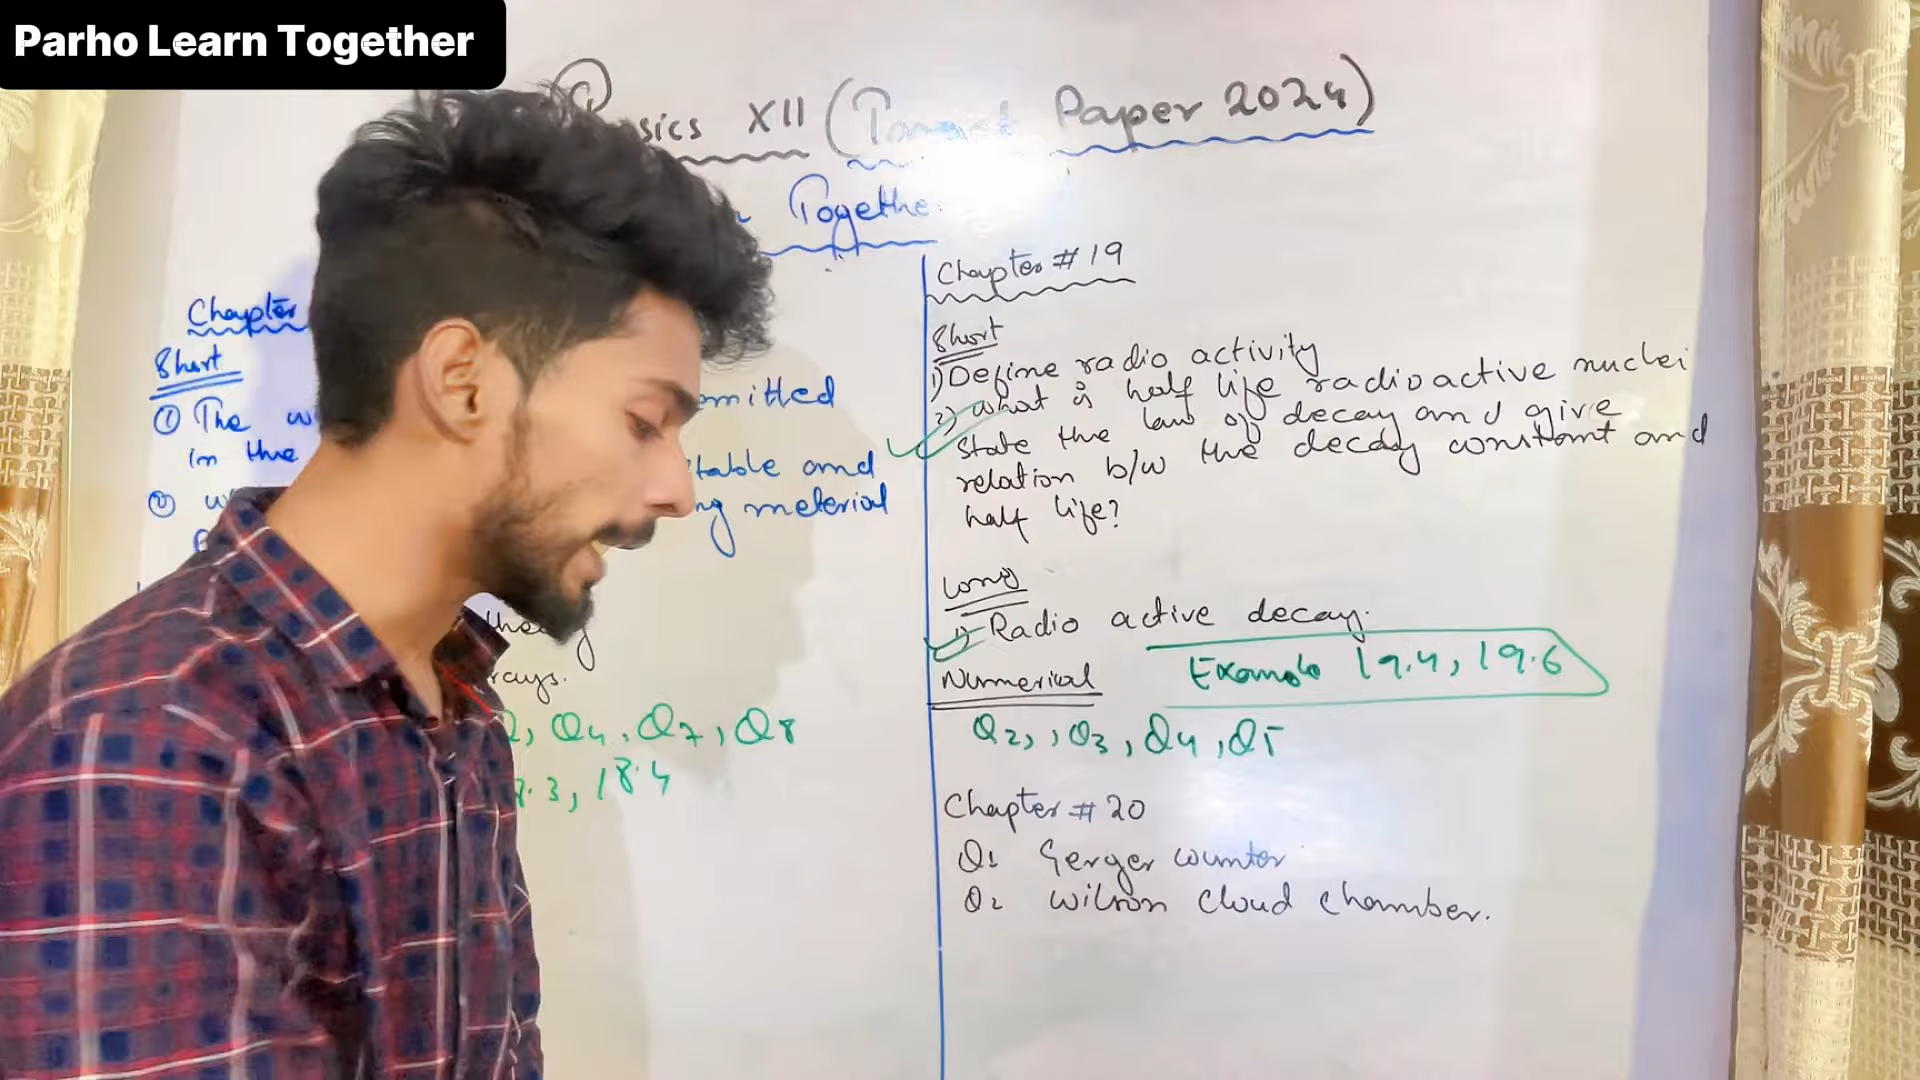 Parho Learn Together
sics XII (Target Paper 2024)
Together
Chapter
Short
① The
in the
omitted
②
table and
ng meterial
theory
rays.
, Q4, Q7, Q8
8.3, 18.4
Chapter # 19
Short
1) Define radio activity
2) What is half life radioactive nuclei
State the law of decay and give
relation b/w the decay constant and
half life?
Long
1) Radio active decay.
Numerical
Example 19.4, 19.6
Q2, , Q3, Q4, Q5
Chapter # 20
Q1 Gerger counter
Q2 Wilson Cloud chamber.